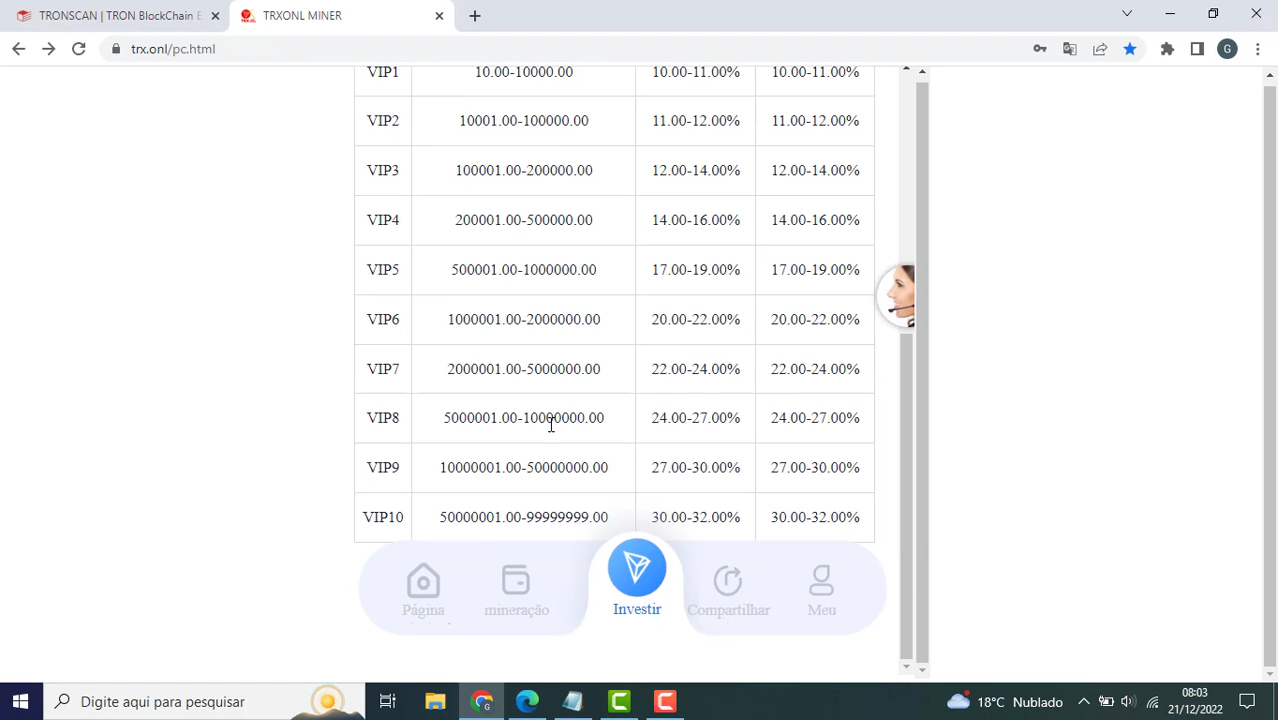 TRONSCAN | TRON BlockChain E
TRXONL MINER
trx.onl/pc.html
G
VIP1 10.00-10000.00 10.00-11.00% 10.00-11.00%
VIP2 10001.00-100000.00 11.00-12.00% 11.00-12.00%
VIP3 100001.00-200000.00 12.00-14.00% 12.00-14.00%
VIP4 200001.00-500000.00 14.00-16.00% 14.00-16.00%
VIP5 500001.00-1000000.00 17.00-19.00% 17.00-19.00%
VIP6 1000001.00-2000000.00 20.00-22.00% 20.00-22.00%
VIP7 2000001.00-5000000.00 22.00-24.00% 22.00-24.00%
VIP8 5000001.00-10000000.00 24.00-27.00% 24.00-27.00%
VIP9 10000001.00-50000000.00 27.00-30.00% 27.00-30.00%
VIP10 50000001.00-99999999.00 30.00-32.00% 30.00-32.00%
Página mineração Investir Compartilhar Meu
Digite aqui para pesquisar
18°C Nublado
08:03
21/12/2022